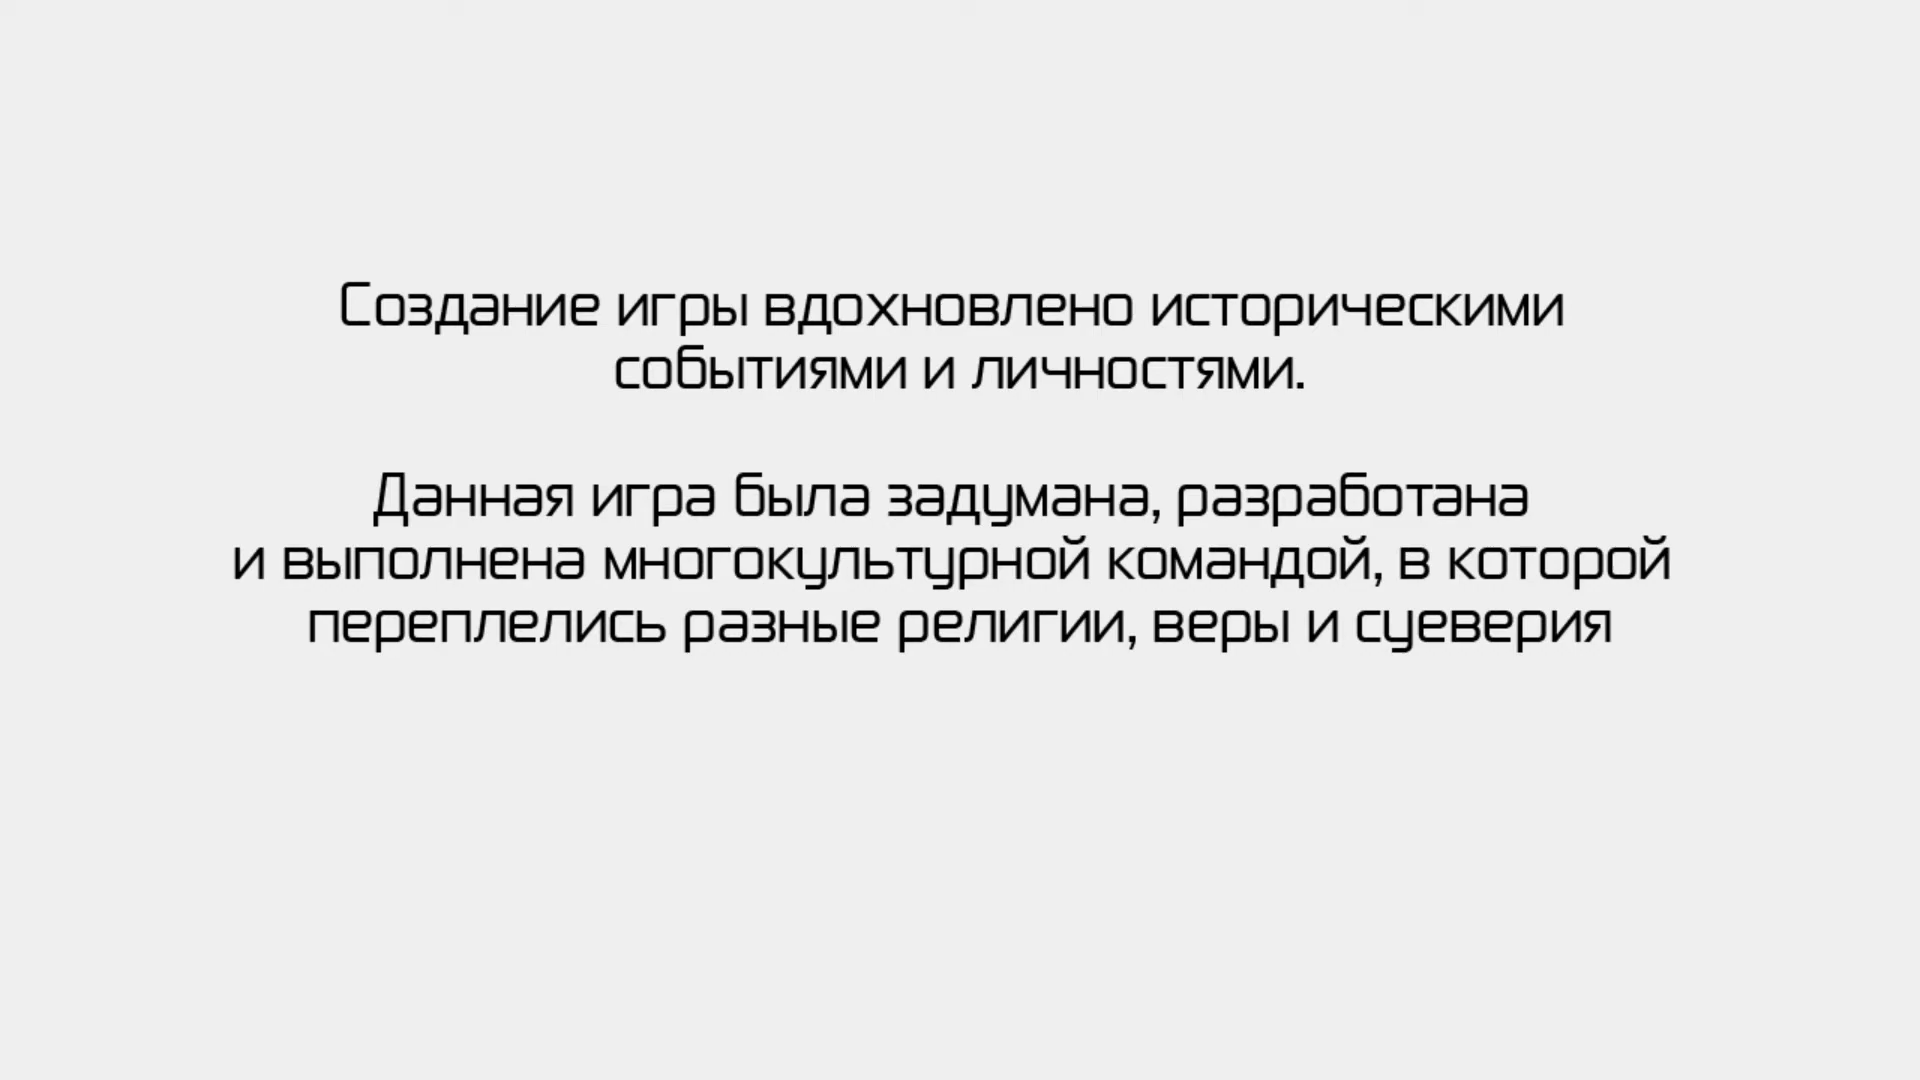 Создание игры вдохновлено историческими
событиями и личностями.
Данная игра была задумана, разработана
и выполнена многокультурной командой, в которой
переплелись разные религии, веры и суеверия